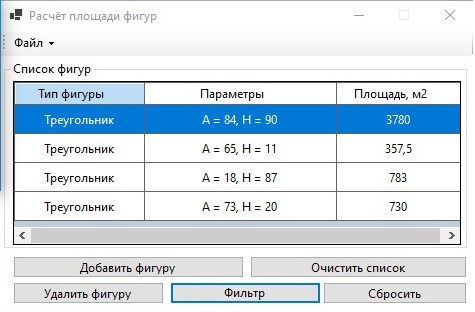 Расчёт площади фигур
Файл
Список фигур
Тип фигуры Параметры Площадь, м2
Треугольник A = 84, H = 90 3780
Треугольник A = 65, H = 11 357,5
Треугольник A = 18, H = 87 783
Треугольник A = 73, H = 20 730
Добавить фигуру Очистить список
Удалить фигуру Фильтр Сбросить